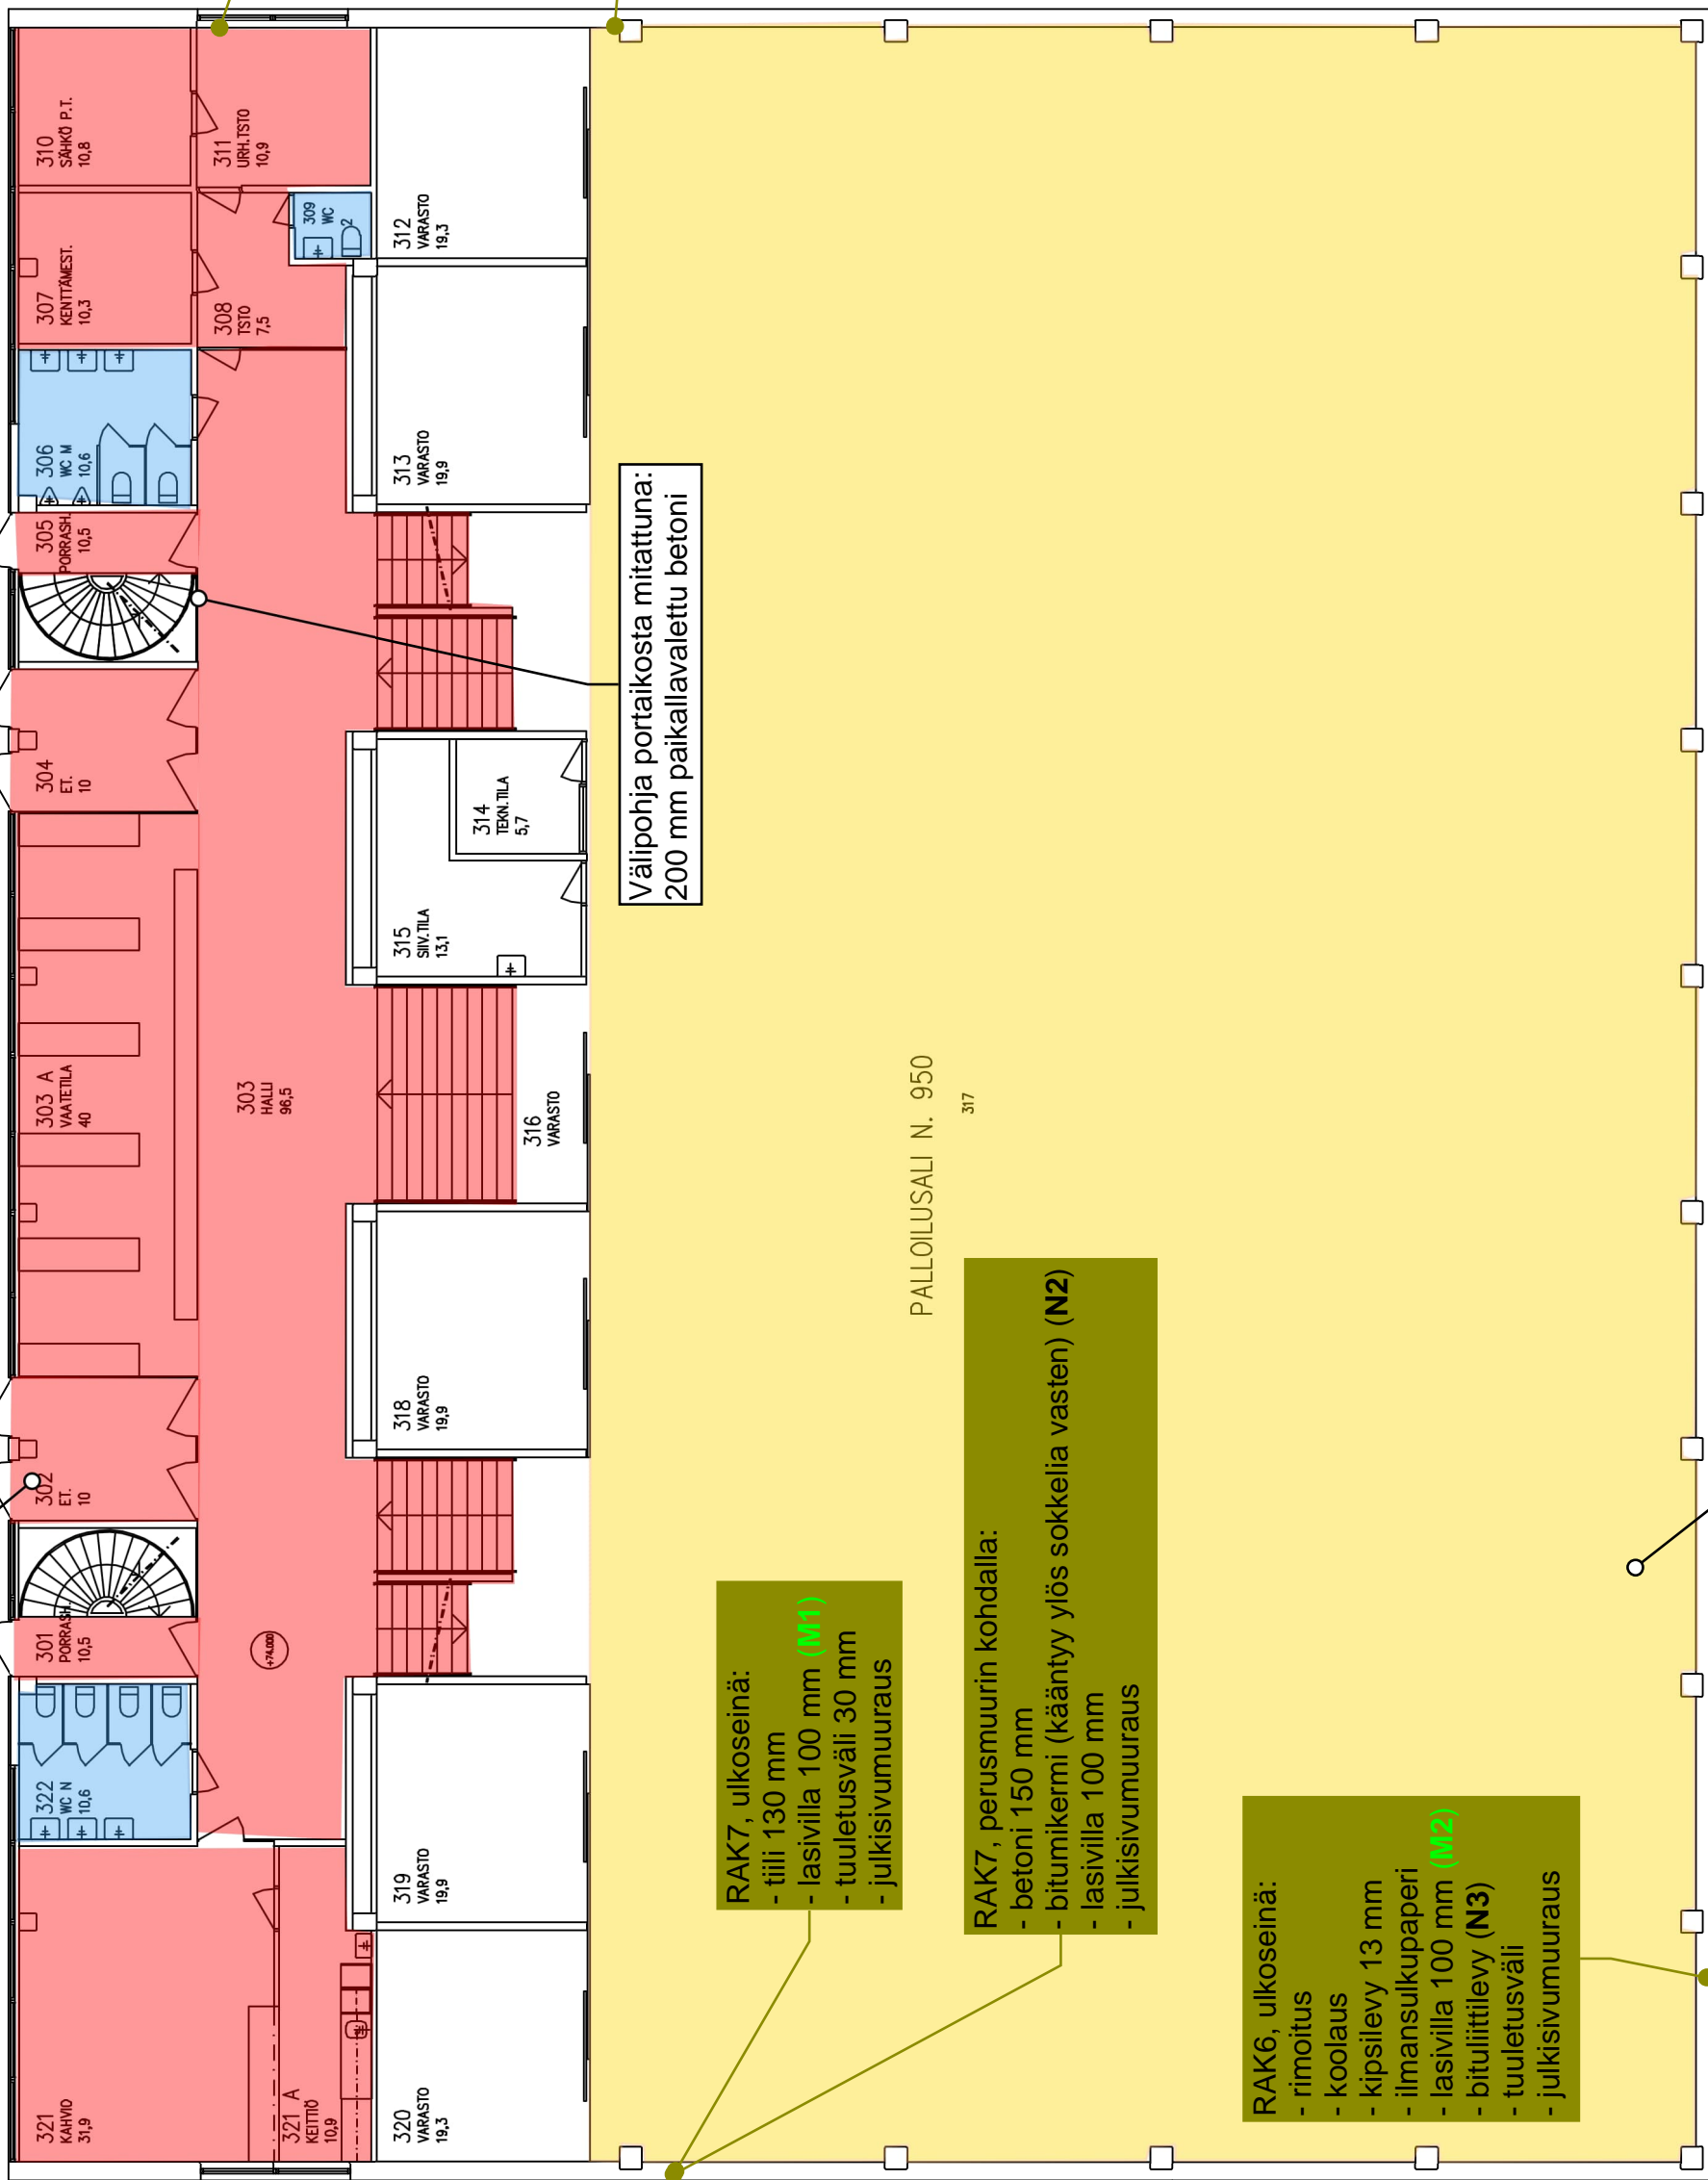 310
SÄHKÖ P.T.
10,8
311
URH.TSTO
10,9
307
KENTTÄMEST.
10,3
308
TSTO
7,5
309
WC
2
312
VARASTO
19,3
306
WC M
10,6
313
VARASTO
19,9
305
PORRASH.
10,5
304
ET.
10
314
TEKN.TILA
5,7
315
SIIV.TILA
13,1
303 A
VAATETILA
40
303
HALLI
96,5
316
VARASTO
318
VARASTO
19,9
302
ET.
10
301
PORRASH.
10,5
+74.000
322
WC N
10,6
319
VARASTO
19,9
321
KAHVIO
31,9
321 A
KEITTIÖ
10,9
320
VARASTO
19,3
Välipohja portaikosta mitattuna:
200 mm paikallavalettu betoni
PALLOILUSALI N. 950
317
RAK7, ulkoseinä:
- tiili 130 mm
- lasivilla 100 mm (M1)
- tuuletusväli 30 mm
- julkisivumuuraus
RAK7, perusmuurin kohdalla:
- betoni 150 mm
- bitumikermi (kääntyy ylös sokkelia vasten) (N2)
- lasivilla 100 mm
- julkisivumuuraus
RAK6, ulkoseinä:
- rimoitus
- koolaus
- kipsilevy 13 mm
- ilmansulkupaperi
- lasivilla 100 mm (M2)
- bituliittilevy (N3)
- tuuletusväli
- julkisivumuuraus